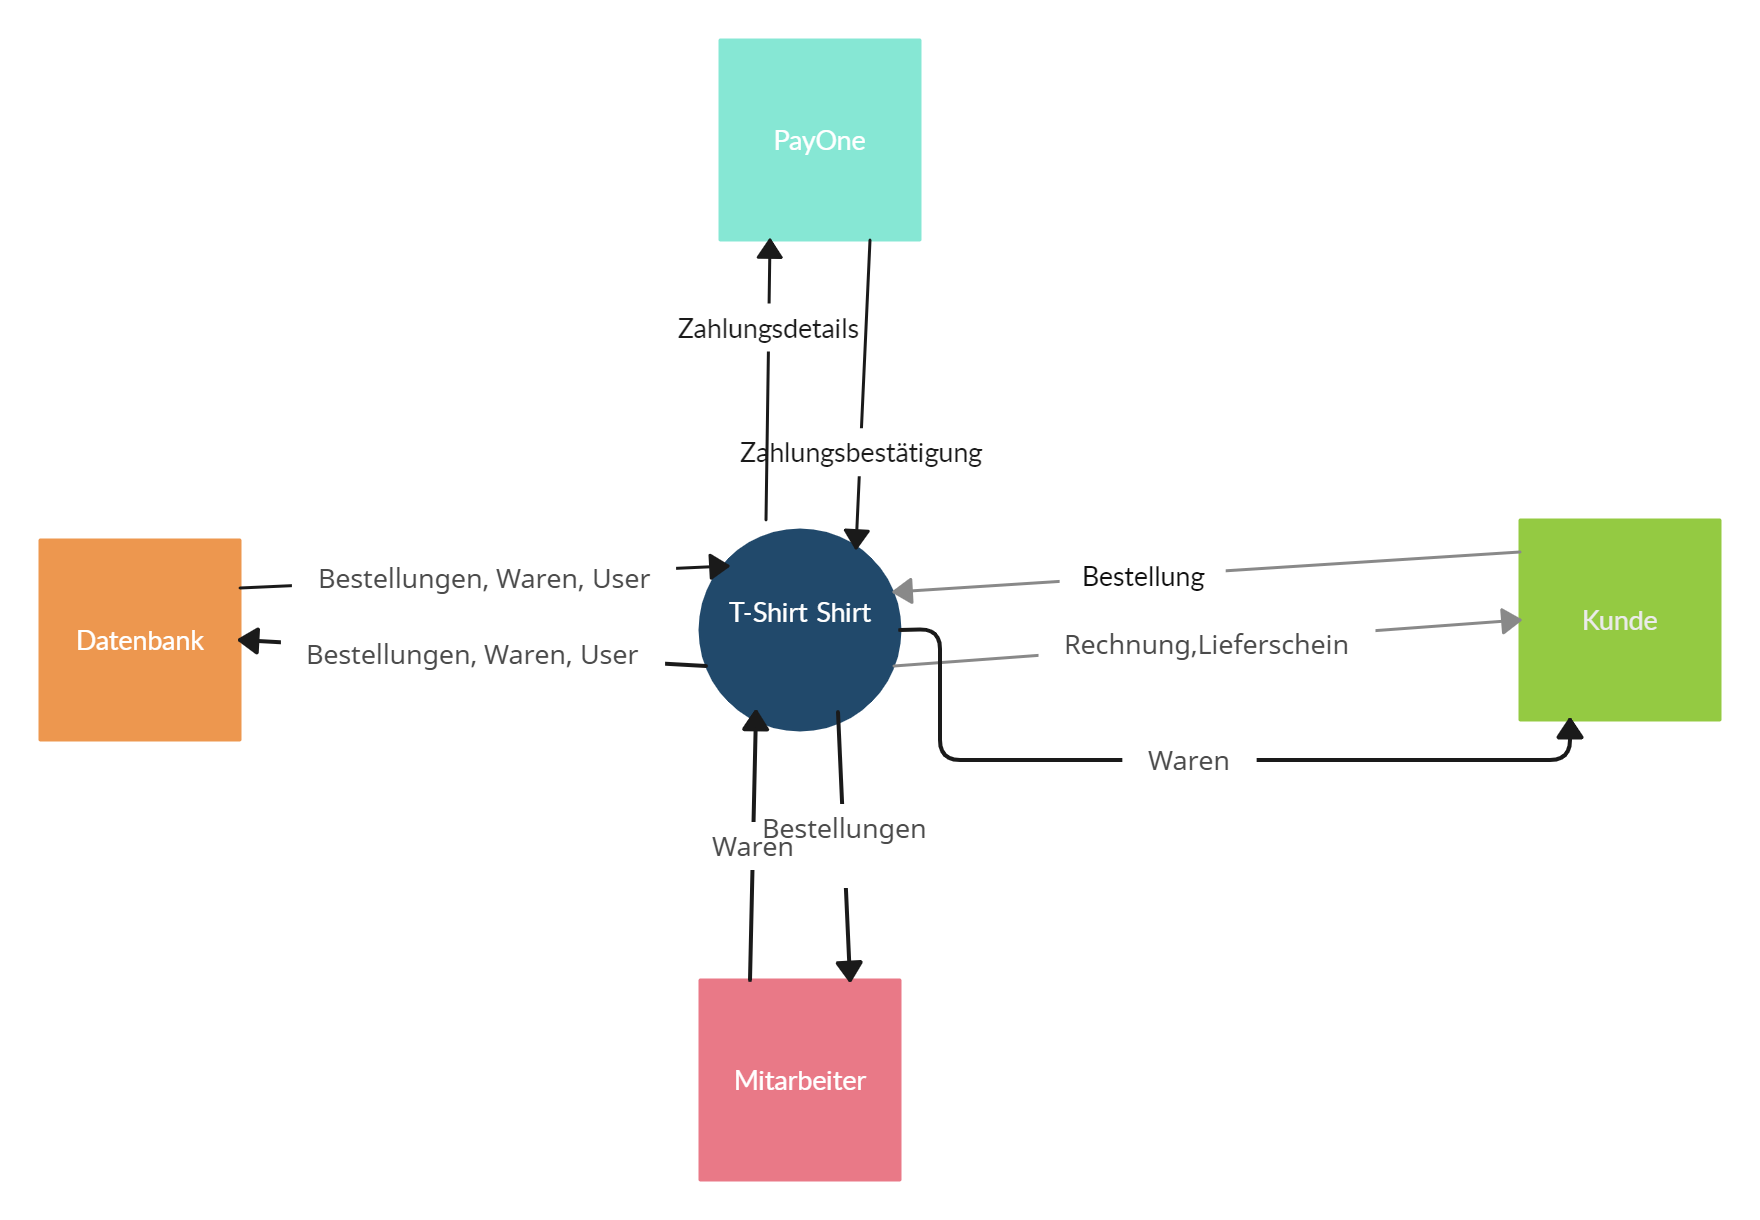 PayOne
Zahlungsdetails
Zahlungsbestätigung
Bestellungen, Waren, User
Bestellung
T-Shirt Shirt
Kunde
Datenbank
Bestellungen, Waren, User
Rechnung,Lieferschein
Waren
Bestellungen
Waren
Mitarbeiter